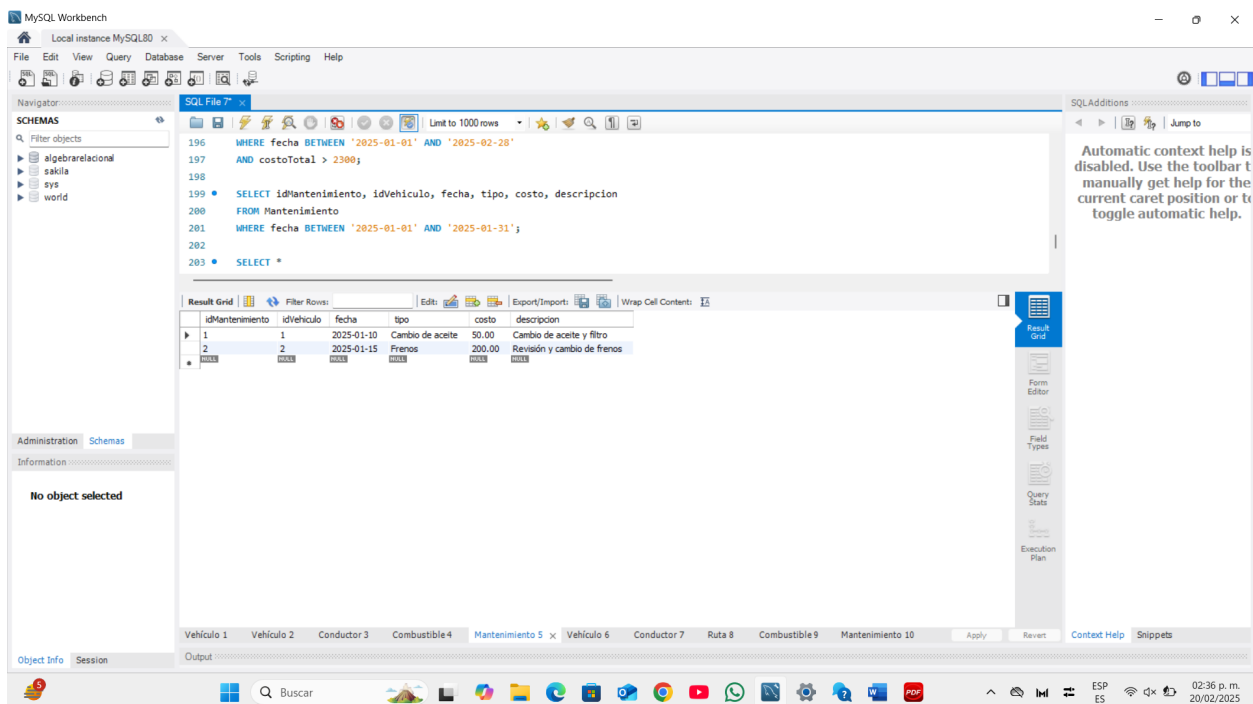 MySQL Workbench
Local instance MySQL80
File Edit View Query Database Server Tools Scripting Help
Navigator
SCHEMAS
Filter objects
algebrarelacional
sakila
sys
world
Administration Schemas
Information
No object selected
Object Info Session
SQL File 7*
Limit to 1000 rows
196 WHERE fecha BETWEEN '2025-01-01' AND '2025-02-28'
197 AND costoTotal > 2300;
198
199 SELECT idMantenimiento, idVehiculo, fecha, tipo, costo, descripcion
200 FROM Mantenimiento
201 WHERE fecha BETWEEN '2025-01-01' AND '2025-01-31';
202
203 SELECT *
Result Grid Filter Rows: Edit: Export/Import: Wrap Cell Content:
idMantenimiento idVehiculo fecha tipo costo descripcion
1 1 2025-01-10 Cambio de aceite 50.00 Cambio de aceite y filtro
2 2 2025-01-15 Frenos 200.00 Revisión y cambio de frenos
NULL NULL NULL NULL NULL NULL
Result
Grid
Form
Editor
Field
Types
Query
Stats
Execution
Plan
Vehículo 1 Vehículo 2 Conductor 3 Combustible 4 Mantenimiento 5 Vehículo 6 Conductor 7 Ruta 8 Combustible 9 Mantenimiento 10 Apply Revert
Output
SQLAdditions
Jump to
Automatic context help is
disabled. Use the toolbar t
manually get help for the
current caret position or to
toggle automatic help.
Context Help Snippets
5
Buscar
PDF
ESP
ES
02:36 p. m.
20/02/2025